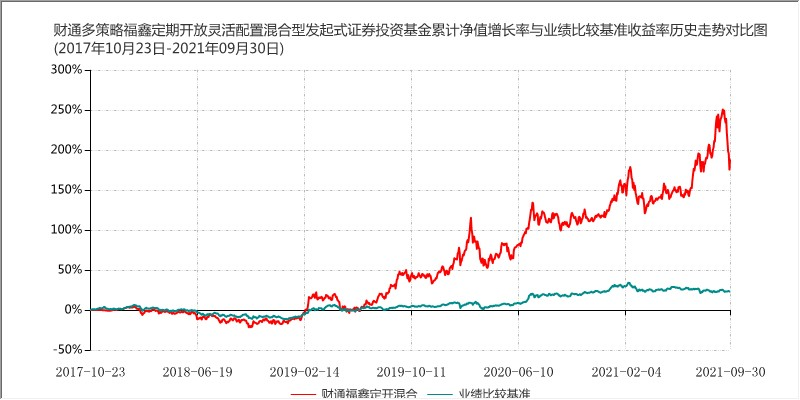 财通多策略福鑫定期开放灵活配置混合型发起式证券投资基金累计净值增长率与业绩比较基准收益率历史走势对比图
(2017年10月23日-2021年09月30日)
300%
250%
200%
150%
100%
50%
0%
-50%
2017-10-23 2018-06-19 2019-02-14 2019-10-11 2020-06-10 2021-02-04 2021-09-30
财通福鑫定开混合 业绩比较基准